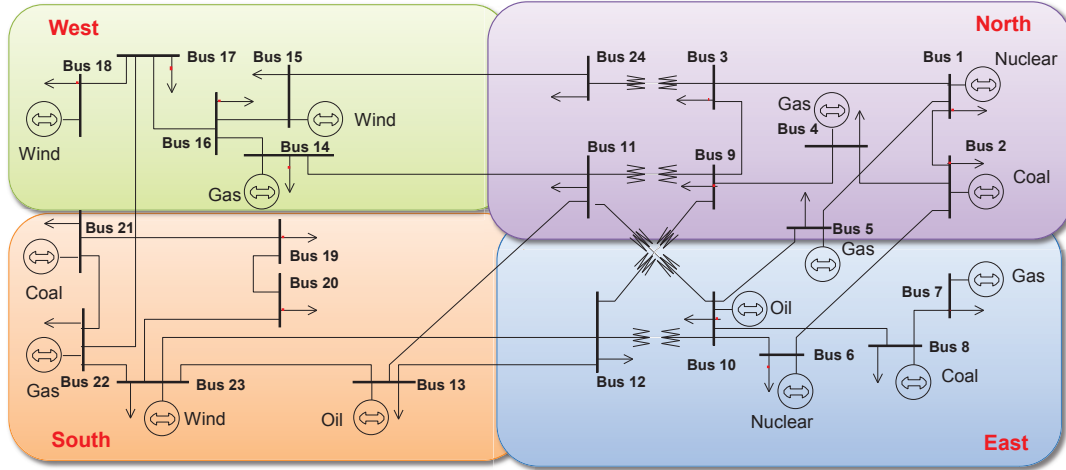 West
North
Bus 18
Bus 17
Bus 15
Bus 24
Bus 3
Bus 1
Nuclear
Gas
Wind
Bus 4
Wind
Bus 16
Bus 14
Bus 11
Bus 9
Bus 2
Coal
Gas
Bus 21
Bus 19
Bus 5
Gas
Coal
Bus 20
Oil
Bus 7
Gas
Gas
Bus 22
Bus 23
Bus 13
Bus 12
Bus 10
Bus 6
Bus 8
Wind
Oil
Nuclear
Coal
South
East